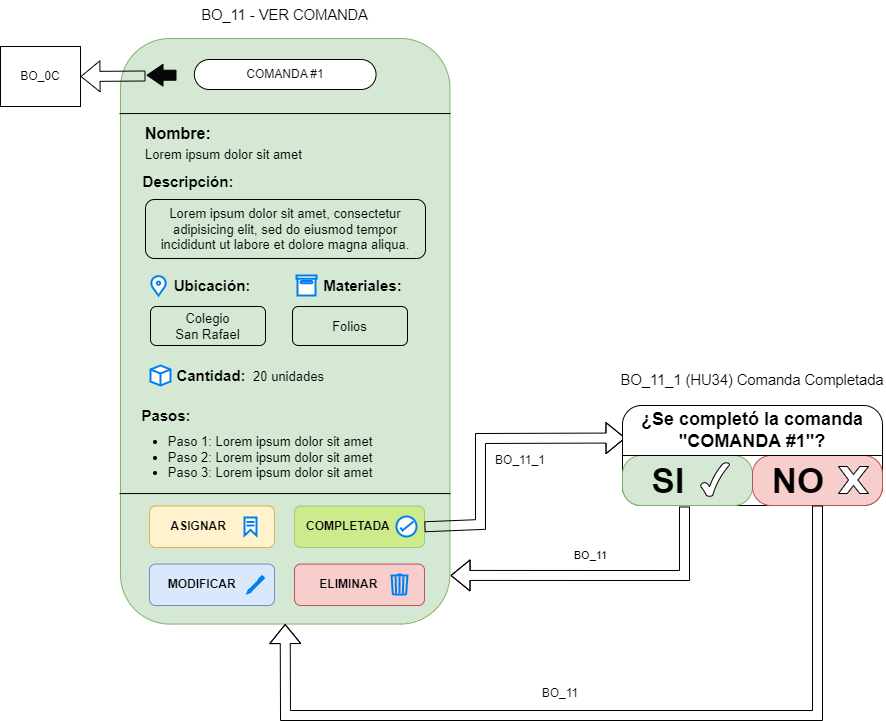 BO_11 - VER COMANDA
BO_0C
COMANDA #1
Nombre:
Lorem ipsum dolor sit amet
Descripción:
Lorem ipsum dolor sit amet, consectetur
adipisicing elit, sed do eiusmod tempor
incididunt ut labore et dolore magna aliqua.
Ubicación:
Materiales:
Colegio
San Rafael
Folios
Cantidad: 20 unidades
Pasos:
• Paso 1: Lorem ipsum dolor sit amet
• Paso 2: Lorem ipsum dolor sit amet
• Paso 3: Lorem ipsum dolor sit amet
ASIGNAR
COMPLETADA
MODIFICAR
ELIMINAR
BO_11_1
BO_11_1 (HU34) Comanda Completada
¿Se completó la comanda
"COMANDA #1"?
SI
NO
BO_11
BO_11